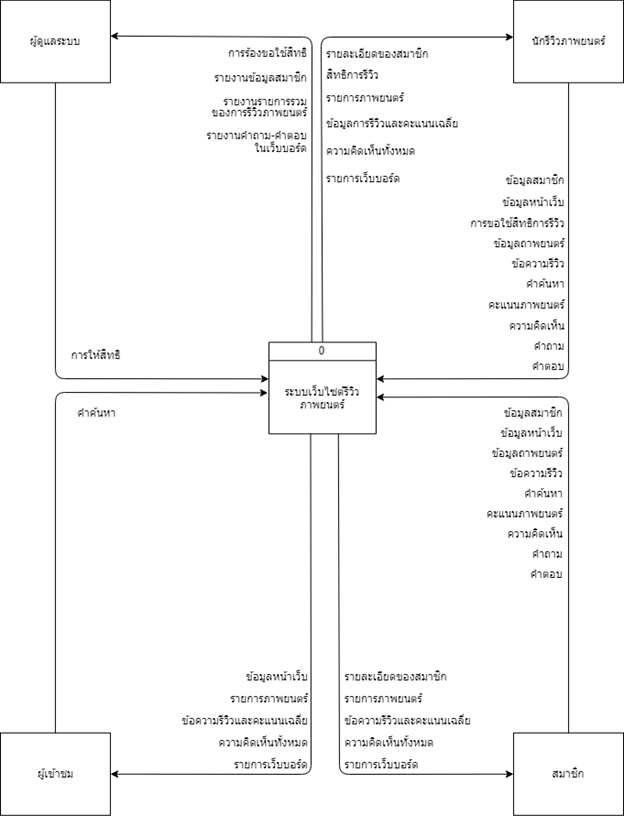 ผู้ดูแลระบบ
นักรีวิวภาพยนตร์
การร้องขอใช้สิทธิ
รายงานข้อมูลสมาชิก
รายงานรายการรวม
ของการรีวิวภาพยนตร์
รายงานคำถาม-คำตอบ
ในเว็บบอร์ด
รายละเอียดของสมาชิก
สิทธิการรีวิว
รายการภาพยนตร์
ข้อมูลการรีวิวและคะแนนเฉลี่ย
ความคิดเห็นทั้งหมด
รายการเว็บบอร์ด
ข้อมูลสมาชิก
ข้อมูลหน้าเว็บ
การขอใช้สิทธิการรีวิว
ข้อมูลถาพยนตร์
ข้อความรีวิว
คำค้นหา
คะแนนภาพยนตร์
ความคิดเห็น
คำถาม
คำตอบ
การให้สิทธิ
0
ระบบเว็บไซต์รีวิว
ภาพยนตร์
คำค้นหา
ข้อมูลสมาชิก
ข้อมูลหน้าเว็บ
ข้อมูลถาพยนตร์
ข้อความรีวิว
คำค้นหา
คะแนนภาพยนตร์
ความคิดเห็น
คำถาม
คำตอบ
ข้อมูลหน้าเว็บ
รายการภาพยนตร์
ข้อความรีวิวและคะแนนเฉลี่ย
ความคิดเห็นทั้งหมด
รายการเว็บบอร์ด
รายละเอียดของสมาชิก
รายการภาพยนตร์
ข้อความรีวิวและคะแนนเฉลี่ย
ความคิดเห็นทั้งหมด
รายการเว็บบอร์ด
ผู้เข้าชม
สมาชิก